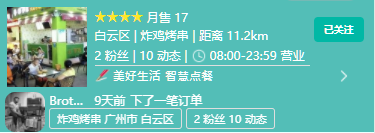 月售 17
已关注
白云区 | 炸鸡烤串 | 距离 11.2km
2 粉丝 | 10 动态 | 08:00-23:59 营业
美好生活 智慧点餐
Brot... 9天前 下了一笔订单
炸鸡烤串 广州市 白云区 2 粉丝 | 10 动态